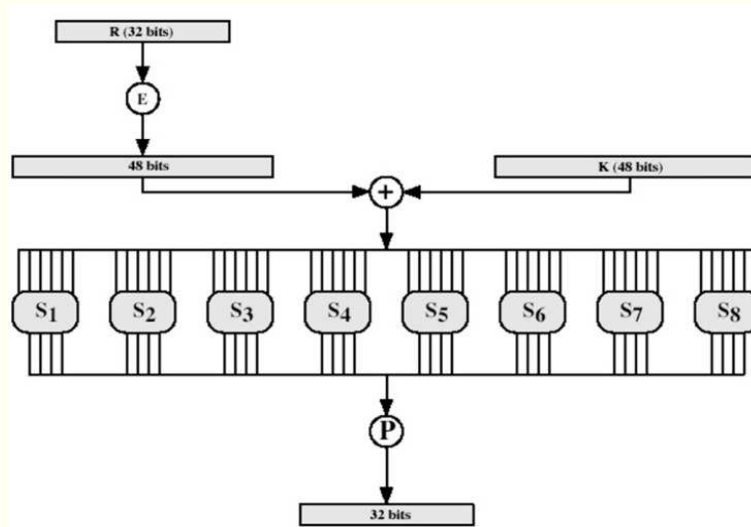 R (32 bits)
E
48 bits
K (48 bits)
+
S1 S2 S3 S4 S5 S6 S7 S8
P
32 bits